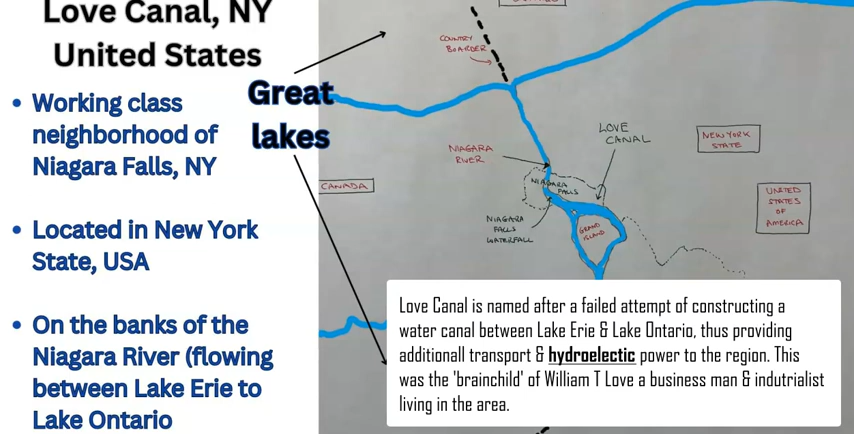 Love Canal, NY
United States
• Working class
neighborhood of
Niagara Falls, NY
• Located in New York
State, USA
• On the banks of the
Niagara River (flowing
between Lake Erie to
Lake Ontario
Great
lakes
COUNTRY
BOARDER
NIAGARA
RIVER
LOVE
CANAL
NEW YORK
STATE
CANADA
NIAGARA
FALLS
UNITED
STATES
OF
AMERICA
NIAGARA
FALLS
WATERFALL
GRAND
ISLAND
Love Canal is named after a failed attempt of constructing a
water canal between Lake Erie & Lake Ontario, thus providing
additionall transport & hydroelectic power to the region. This
was the 'brainchild' of William T Love a business man & indutrialist
living in the area.